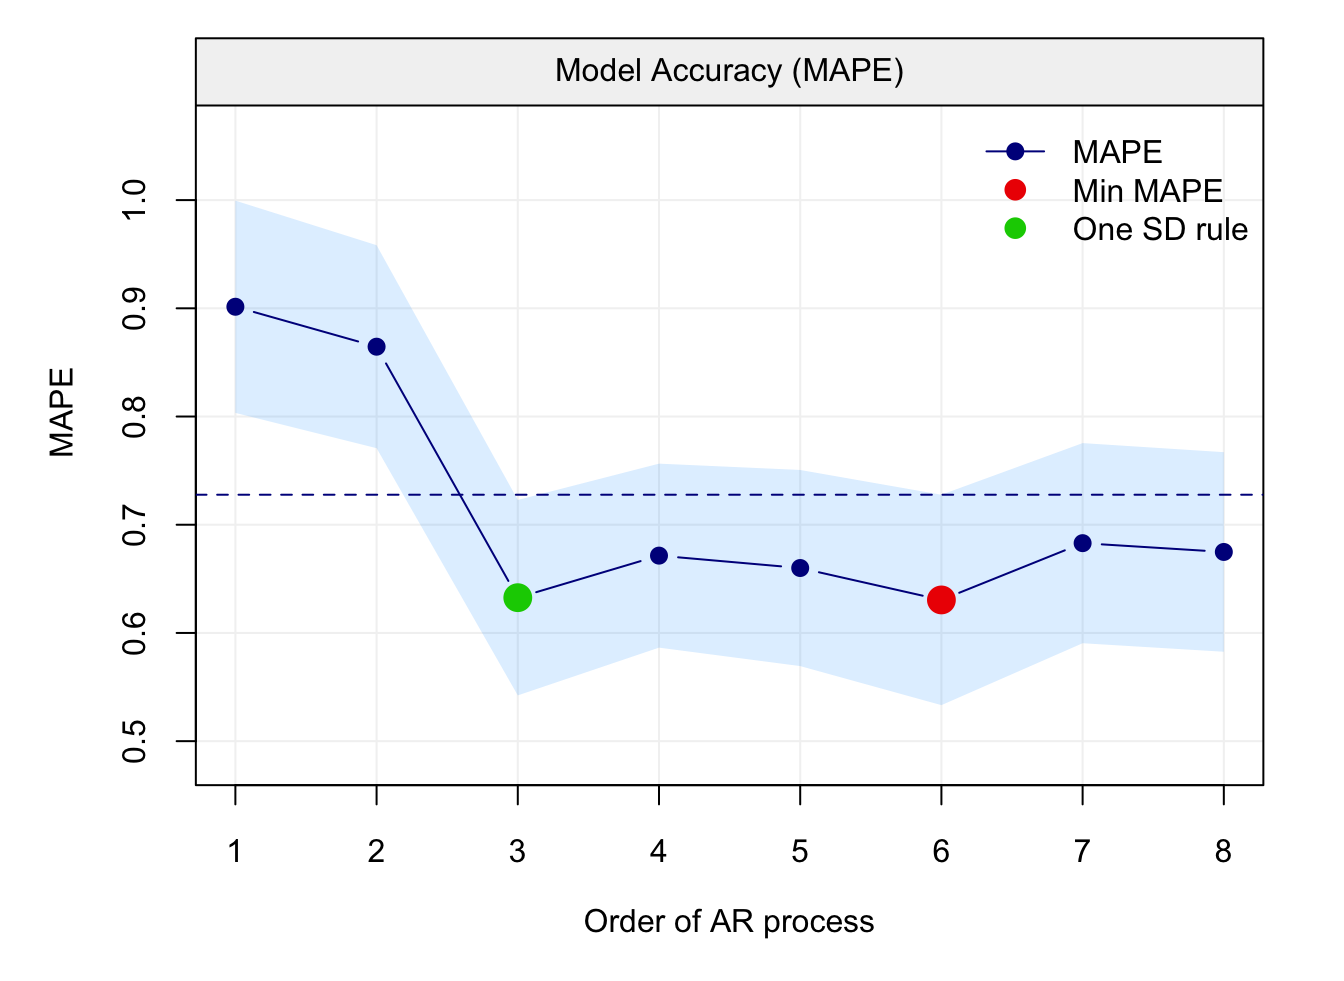 Model Accuracy (MAPE)
MAPE
Min MAPE
One SD rule
1.0
0.9
0.8
0.7
0.6
0.5
MAPE
1 2 3 4 5 6 7 8
Order of AR process